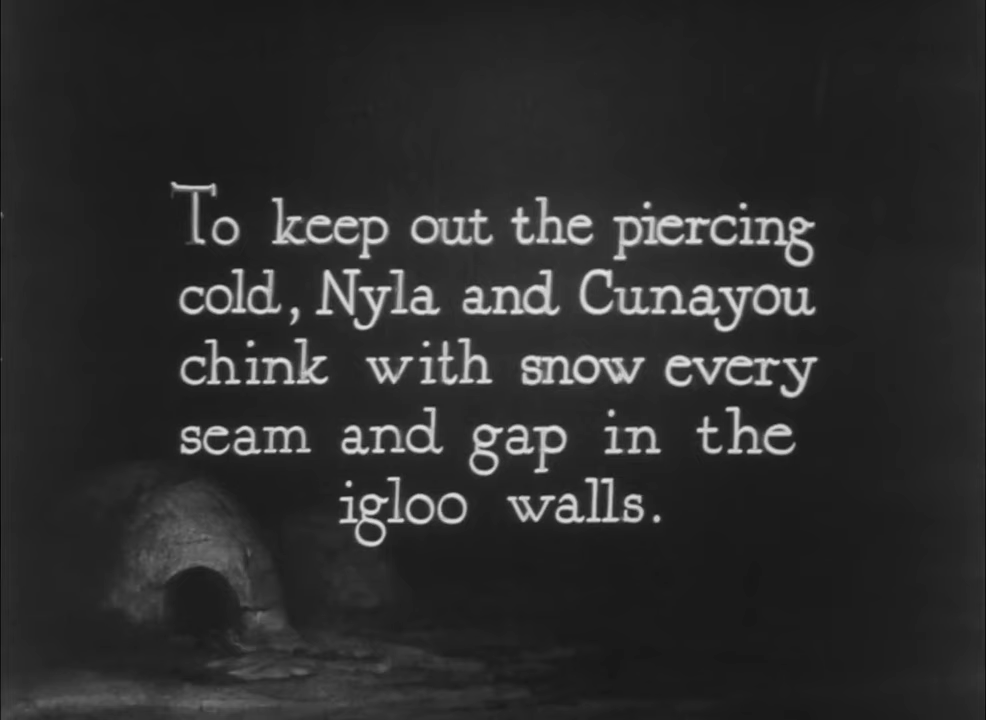 To keep out the piercing
cold, Nyla and Cunayou
chink with snow every
seam and gap in the
igloo walls.